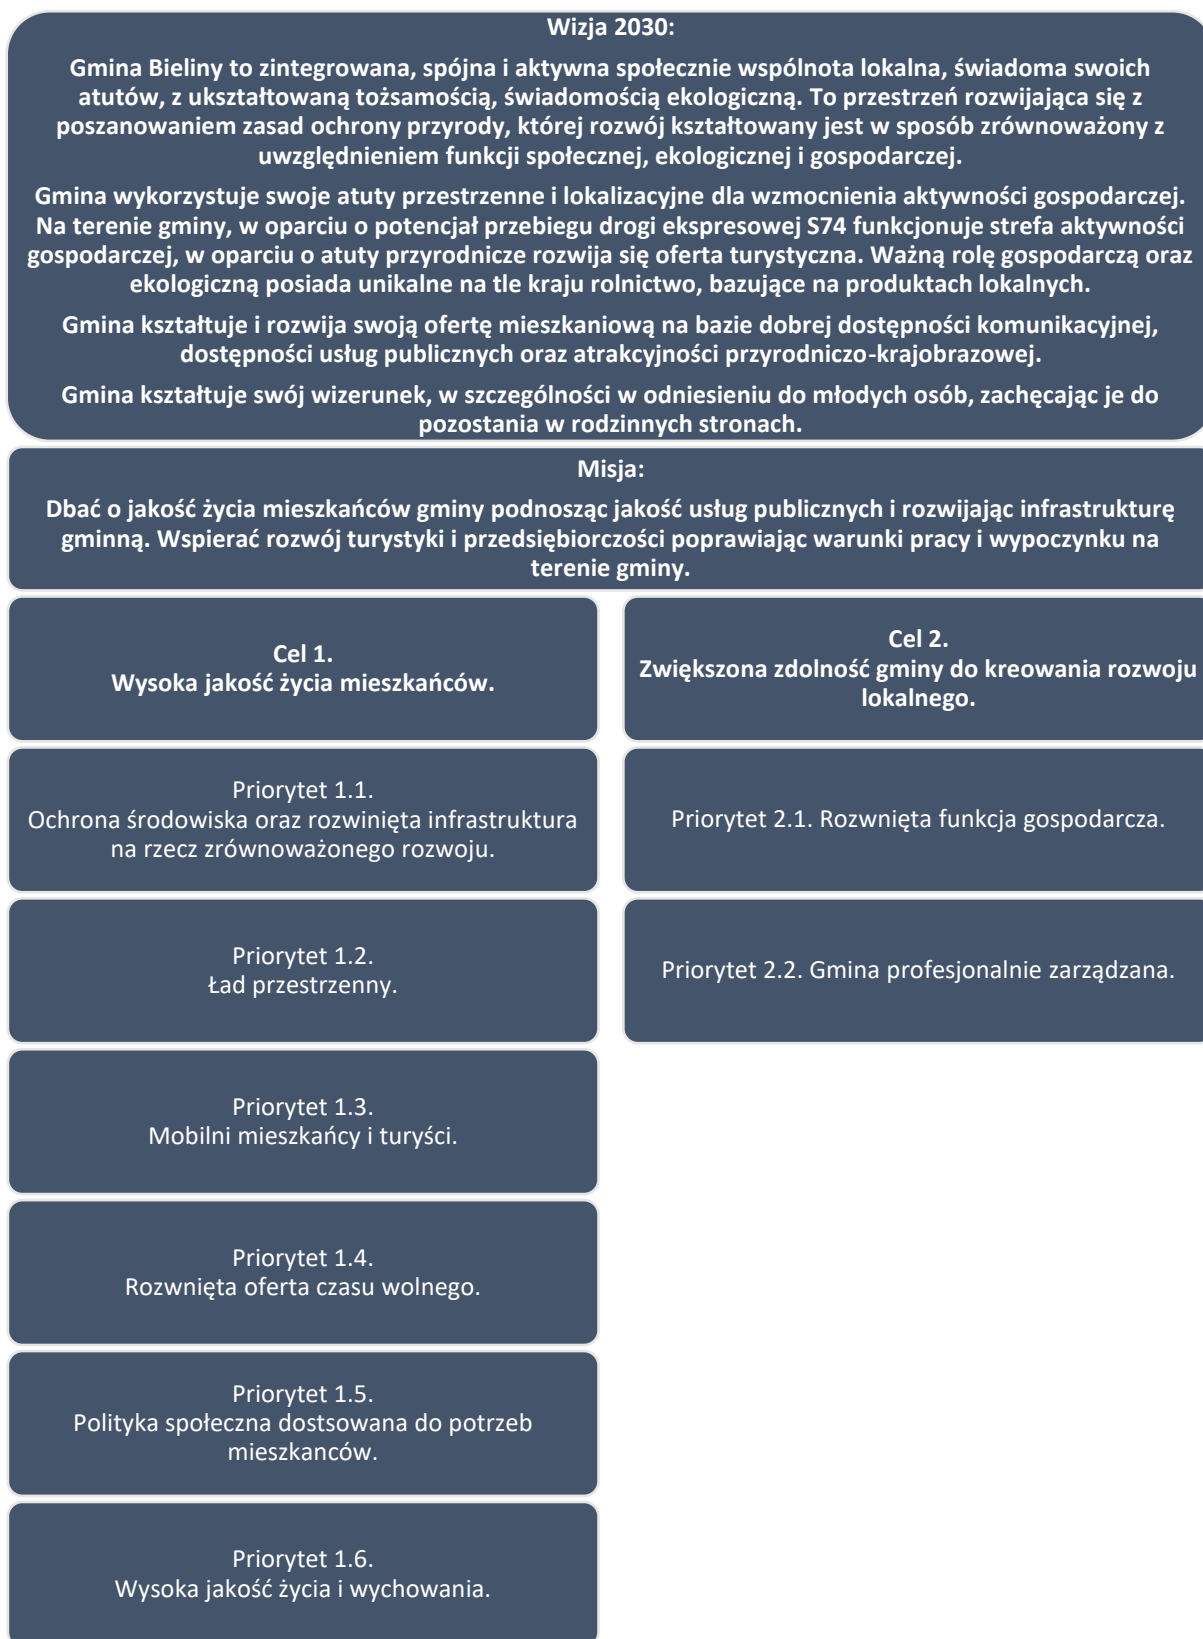 Wizja 2030:
Gmina Bieliny to zintegrowana, spójna i aktywna społecznie wspólnota lokalna, świadoma swoich
atutów, z ukształtowaną tożsamością, świadomością ekologiczną. To przestrzeń rozwijająca się z
poszanowaniem zasad ochrony przyrody, której rozwój kształtowany jest w sposób zrównoważony z
uwzględnieniem funkcji społecznej, ekologicznej i gospodarczej.
Gmina wykorzystuje swoje atuty przestrzenne i lokalizacyjne dla wzmocnienia aktywności gospodarczej.
Na terenie gminy, w oparciu o potencjał przebiegu drogi ekspresowej S74 funkcjonuje strefa aktywności
gospodarczej, w oparciu o atuty przyrodnicze rozwija się oferta turystyczna. Ważną rolę gospodarczą oraz
ekologiczną posiada unikalne na tle kraju rolnictwo, bazujące na produktach lokalnych.
Gmina kształtuje i rozwija swoją ofertę mieszkaniową na bazie dobrej dostępności komunikacyjnej,
dostępności usług publicznych oraz atrakcyjności przyrodniczo-krajobrazowej.
Gmina kształtuje swój wizerunek, w szczególności w odniesieniu do młodych osób, zachęcając je do
pozostania w rodzinnych stronach.
Misja:
Dbać o jakość życia mieszkańców gminy podnosząc jakość usług publicznych i rozwijając infrastrukturę
gminną. Wspierać rozwój turystyki i przedsiębiorczości poprawiając warunki pracy i wypoczynku na
terenie gminy.
Cel 1.
Wysoka jakość życia mieszkańców.
Priorytet 1.1.
Ochrona środowiska oraz rozwinięta infrastruktura
na rzecz zrównoważonego rozwoju.
Priorytet 1.2.
Ład przestrzenny.
Priorytet 1.3.
Mobilni mieszkańcy i turyści.
Priorytet 1.4.
Rozwnięta oferta czasu wolnego.
Priorytet 1.5.
Polityka społeczna dostsowana do potrzeb
mieszkanców.
Priorytet 1.6.
Wysoka jakość życia i wychowania.
Cel 2.
Zwiększona zdolność gminy do kreowania rozwoju
lokalnego.
Priorytet 2.1. Rozwnięta funkcja gospodarcza.
Priorytet 2.2. Gmina profesjonalnie zarządzana.